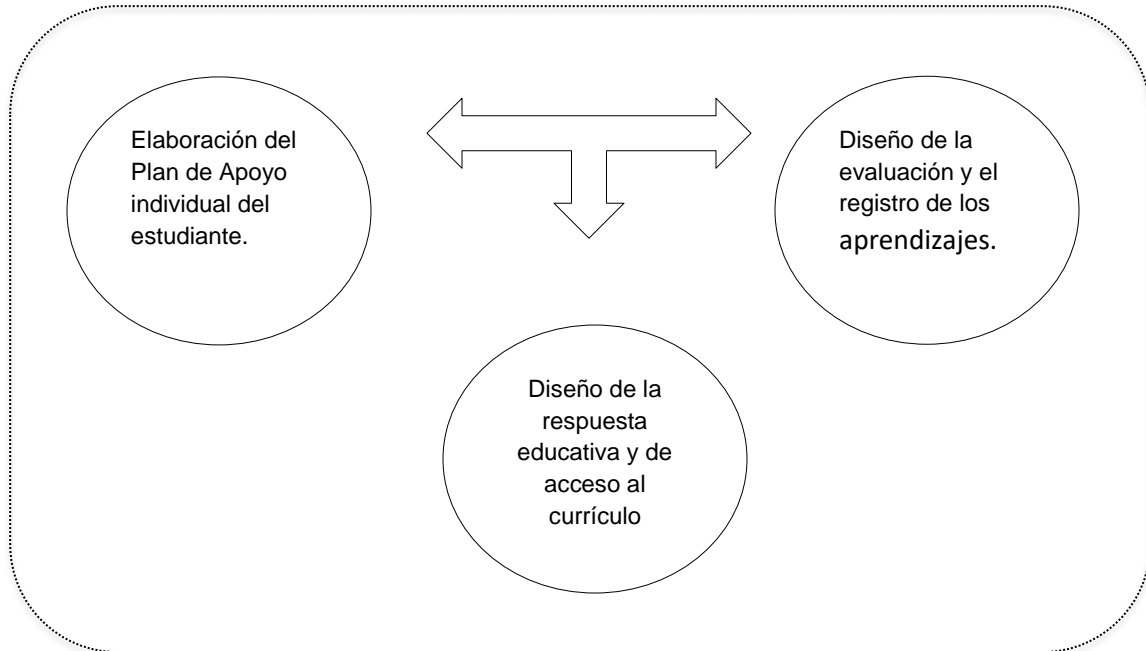 Elaboración del
Plan de Apoyo
individual del
estudiante.
Diseño de la
evaluación y el
registro de los
aprendizajes.
Diseño de la
respuesta
educativa y de
acceso al
currículo